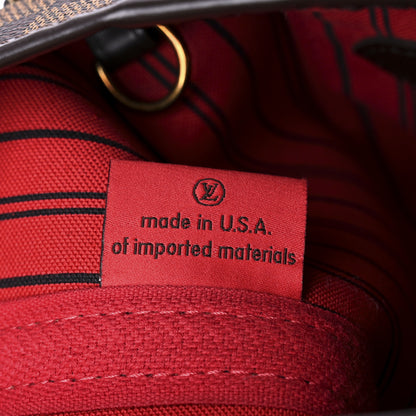 LV
made in U.S.A.
of imported materials